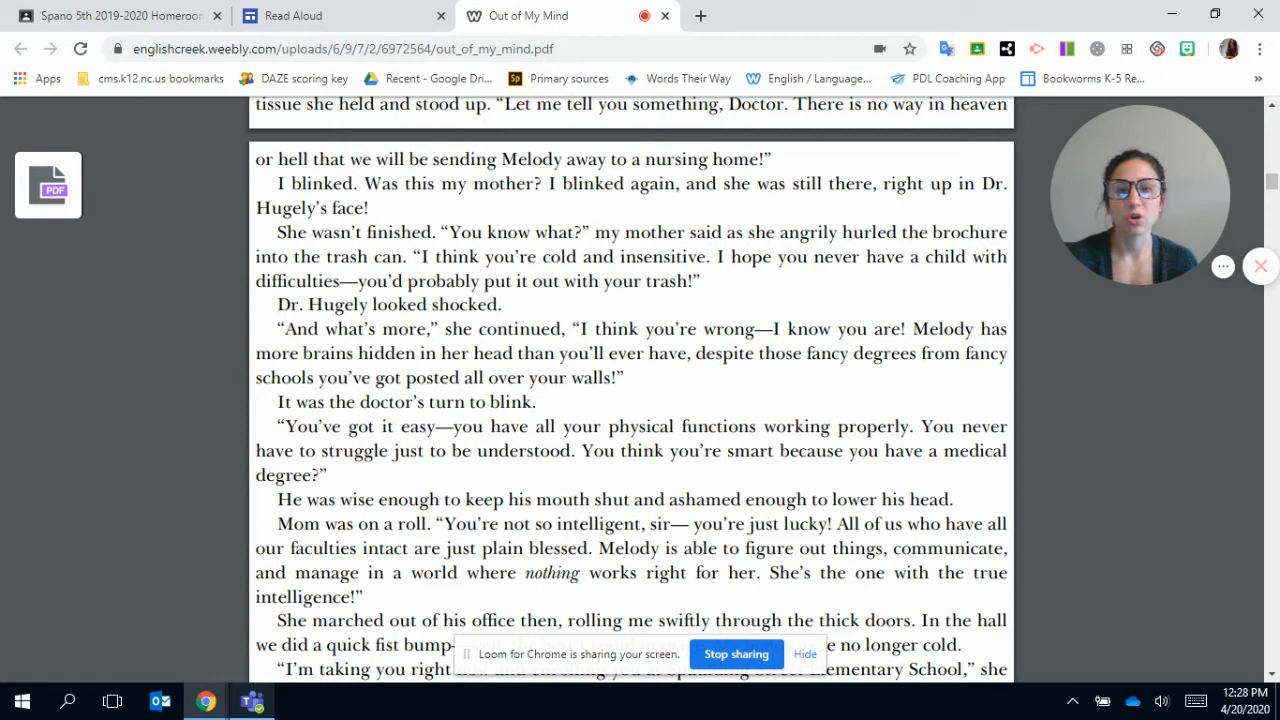 Spano 5th 2019-2020 Homeroom
Read Aloud
Out of My Mind
englishcreek.weebly.com/uploads/6/9/7/2/6972564/out_of_my_mind.pdf
Apps
cms.k12.nc.us bookmarks
DAZE scoring key
Recent - Google Dri...
Sp
Primary sources
Words Their Way
English / Language...
PDL Coaching App
Bookworms K-5 Re...
»
tissue she held and stood up. “Let me tell you something, Doctor. There is no way in heaven
or hell that we will be sending Melody away to a nursing home!”
PDF
I blinked. Was this my mother? I blinked again, and she was still there, right up in Dr.
Hugely’s face!
She wasn’t finished. “You know what?” my mother said as she angrily hurled the brochure
into the trash can. “I think you’re cold and insensitive. I hope you never have a child with
difficulties—you’d probably put it out with your trash!”
Dr. Hugely looked shocked.
“And what’s more,” she continued, “I think you’re wrong—I know you are! Melody has
more brains hidden in her head than you’ll ever have, despite those fancy degrees from fancy
schools you’ve got posted all over your walls!”
It was the doctor’s turn to blink.
“You’ve got it easy—you have all your physical functions working properly. You never
have to struggle just to be understood. You think you’re smart because you have a medical
degree?”
He was wise enough to keep his mouth shut and ashamed enough to lower his head.
Mom was on a roll. “You’re not so intelligent, sir— you’re just lucky! All of us who have all
our faculties intact are just plain blessed. Melody is able to figure out things, communicate,
and manage in a world where nothing works right for her. She’s the one with the true
intelligence!”
She marched out of his office then, rolling me swiftly through the thick doors. In the hall
we did a quick fist bump e no longer cold.
Loom for Chrome is sharing your screen.
Stop sharing
Hide
“I’m taking you right Elementary School,” she
12:28 PM
4/20/2020